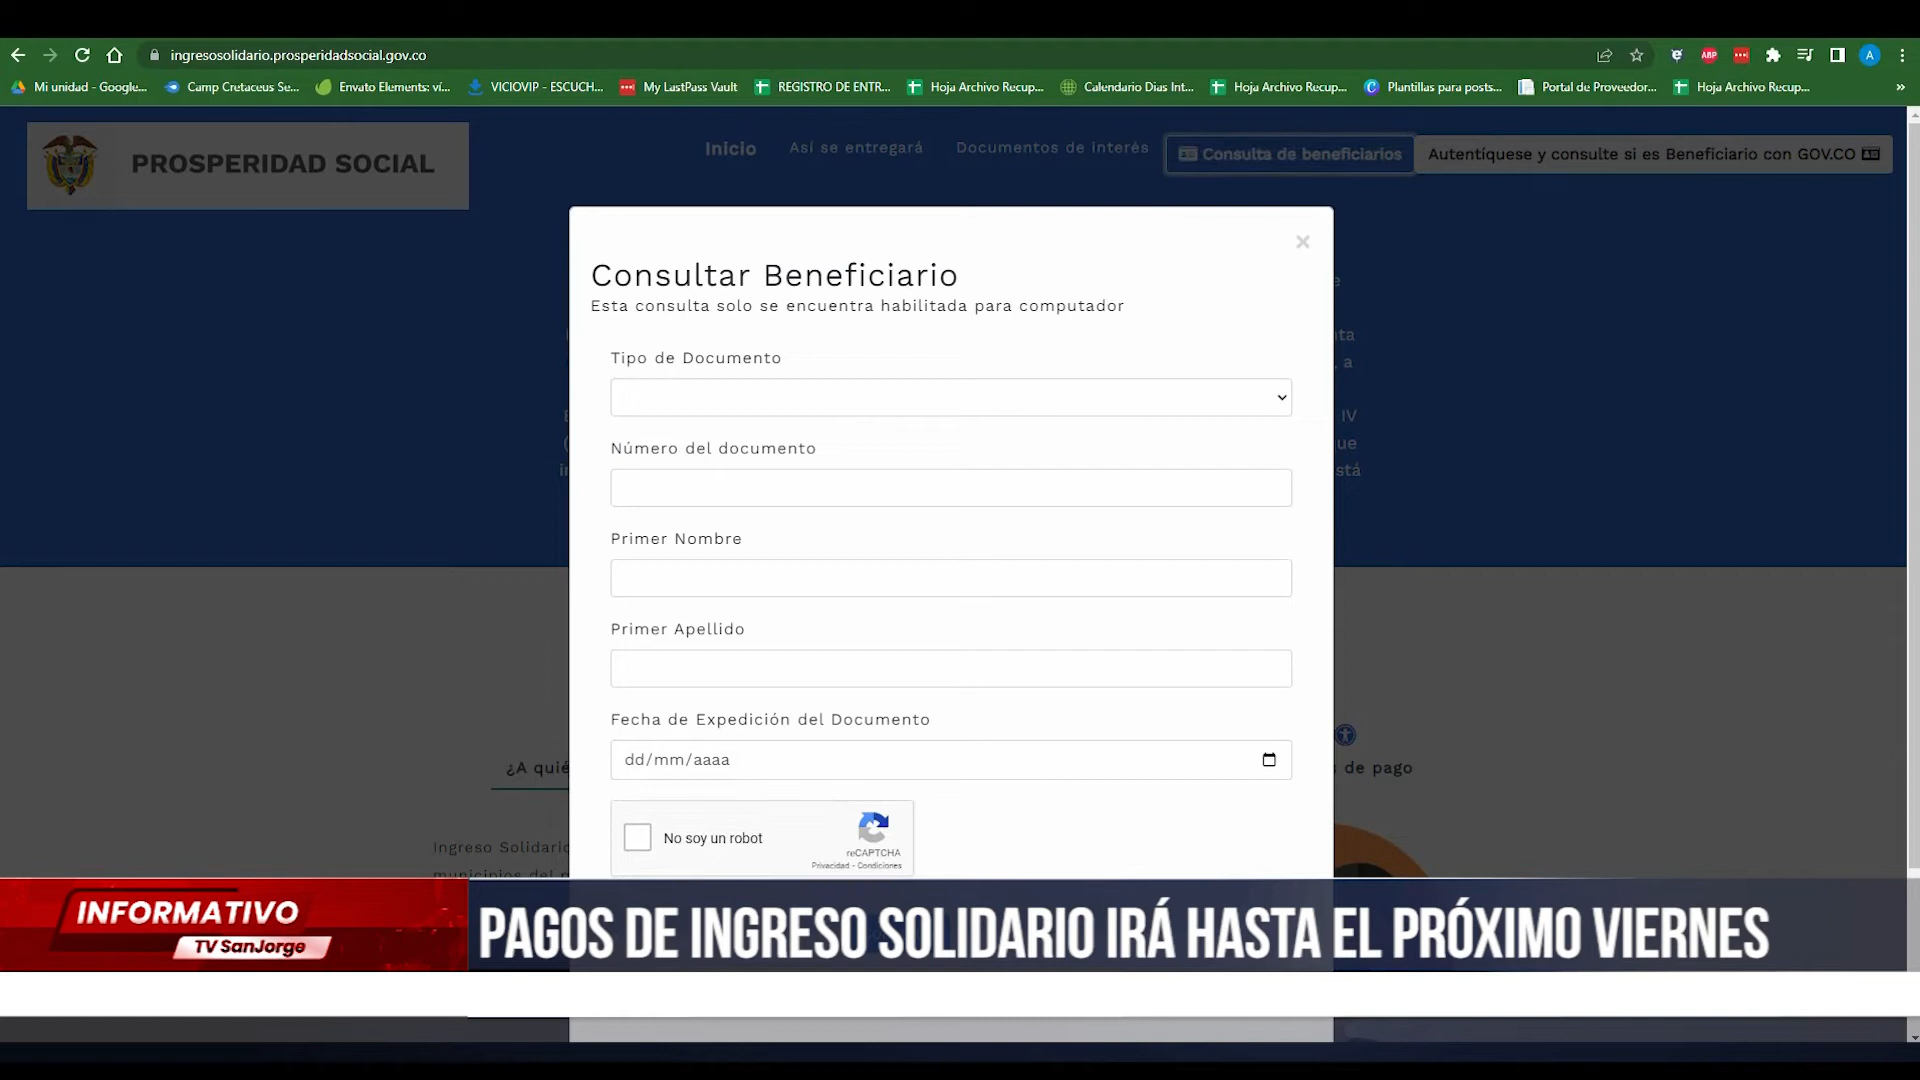 ingresosolidario.prosperidadsocial.gov.co
ABP
A
Mi unidad - Google...
Camp Cretaceus Se...
Envato Elements: ví...
VICIOVIP - ESCUCH...
My LastPass Vault
REGISTRO DE ENTR...
Hoja Archivo Recup...
Calendario Dias Int...
Hoja Archivo Recup...
Plantillas para posts...
Portal de Proveedor...
Hoja Archivo Recup...
»
PROSPERIDAD SOCIAL
Inicio
Así se entregará
Documentos de interés
Consulta de beneficiarios
Autentíquese y consulte si es Beneficiario con GOV.CO
×
Consultar Beneficiario
Esta consulta solo se encuentra habilitada para computador
Tipo de Documento
Número del documento
Primer Nombre
Primer Apellido
Fecha de Expedición del Documento
dd/mm/aaaa
¿A quié
de pago
No soy un robot
reCAPTCHA
Privacidad - Condiciones
Ingreso Solidario
municipios del p
INFORMATIVO
TV SanJorge
PAGOS DE INGRESO SOLIDARIO IRÁ HASTA EL PRÓXIMO VIERNES